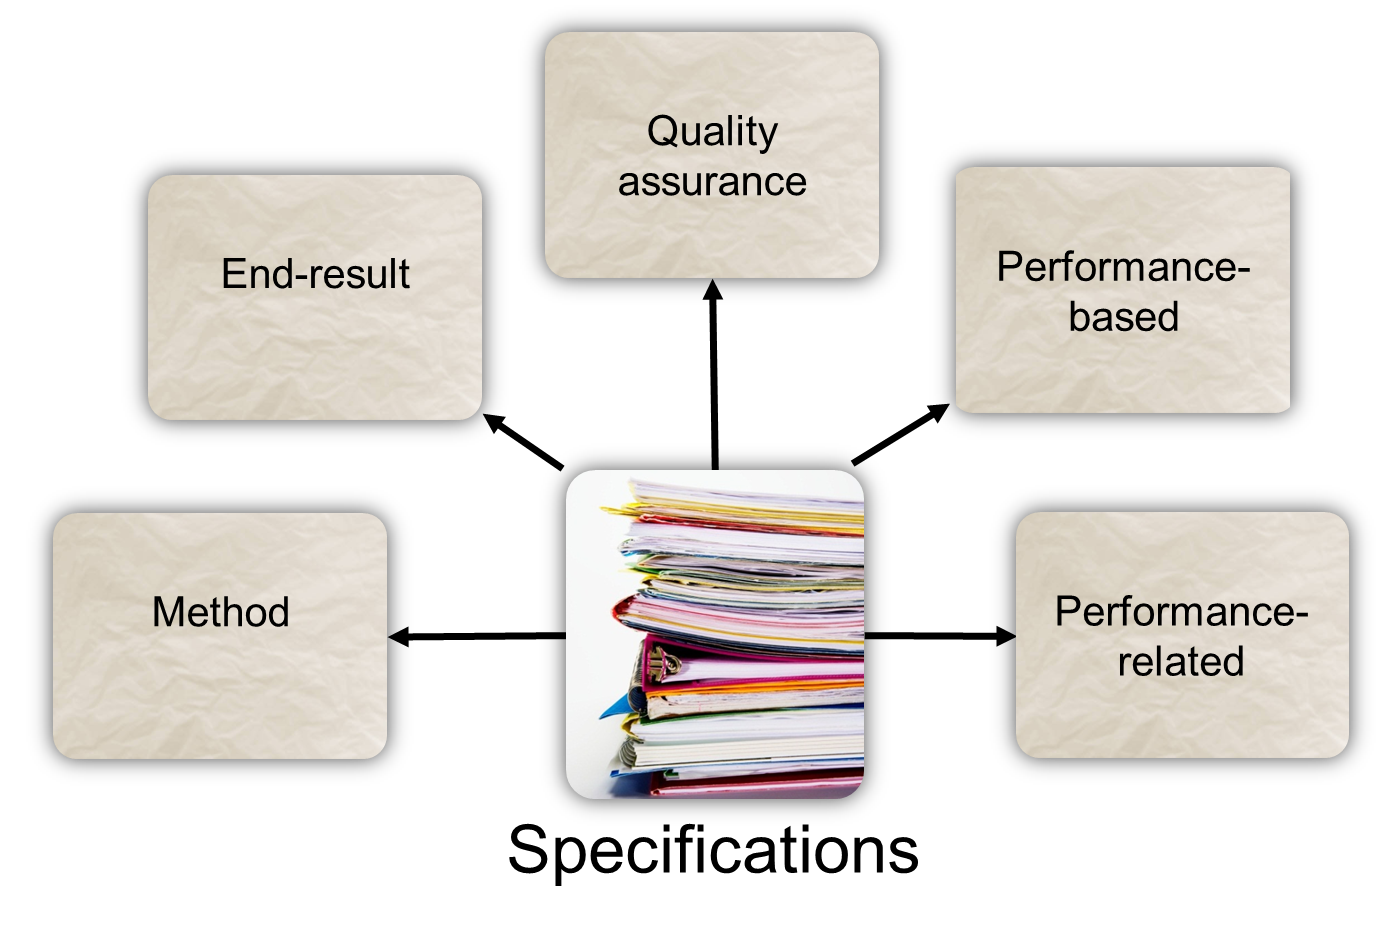 Quality
assurance
End-result
Performance-
based
Method
Performance-
related
Specifications